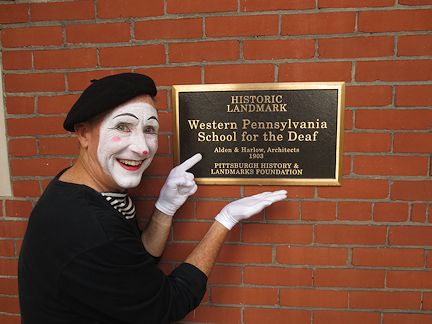 HISTORIC
LANDMARK
Western Pennsylvania
School for the Deaf
Alden & Harlow, Architects
1903
PITTSBURGH HISTORY &
LANDMARKS FOUNDATION